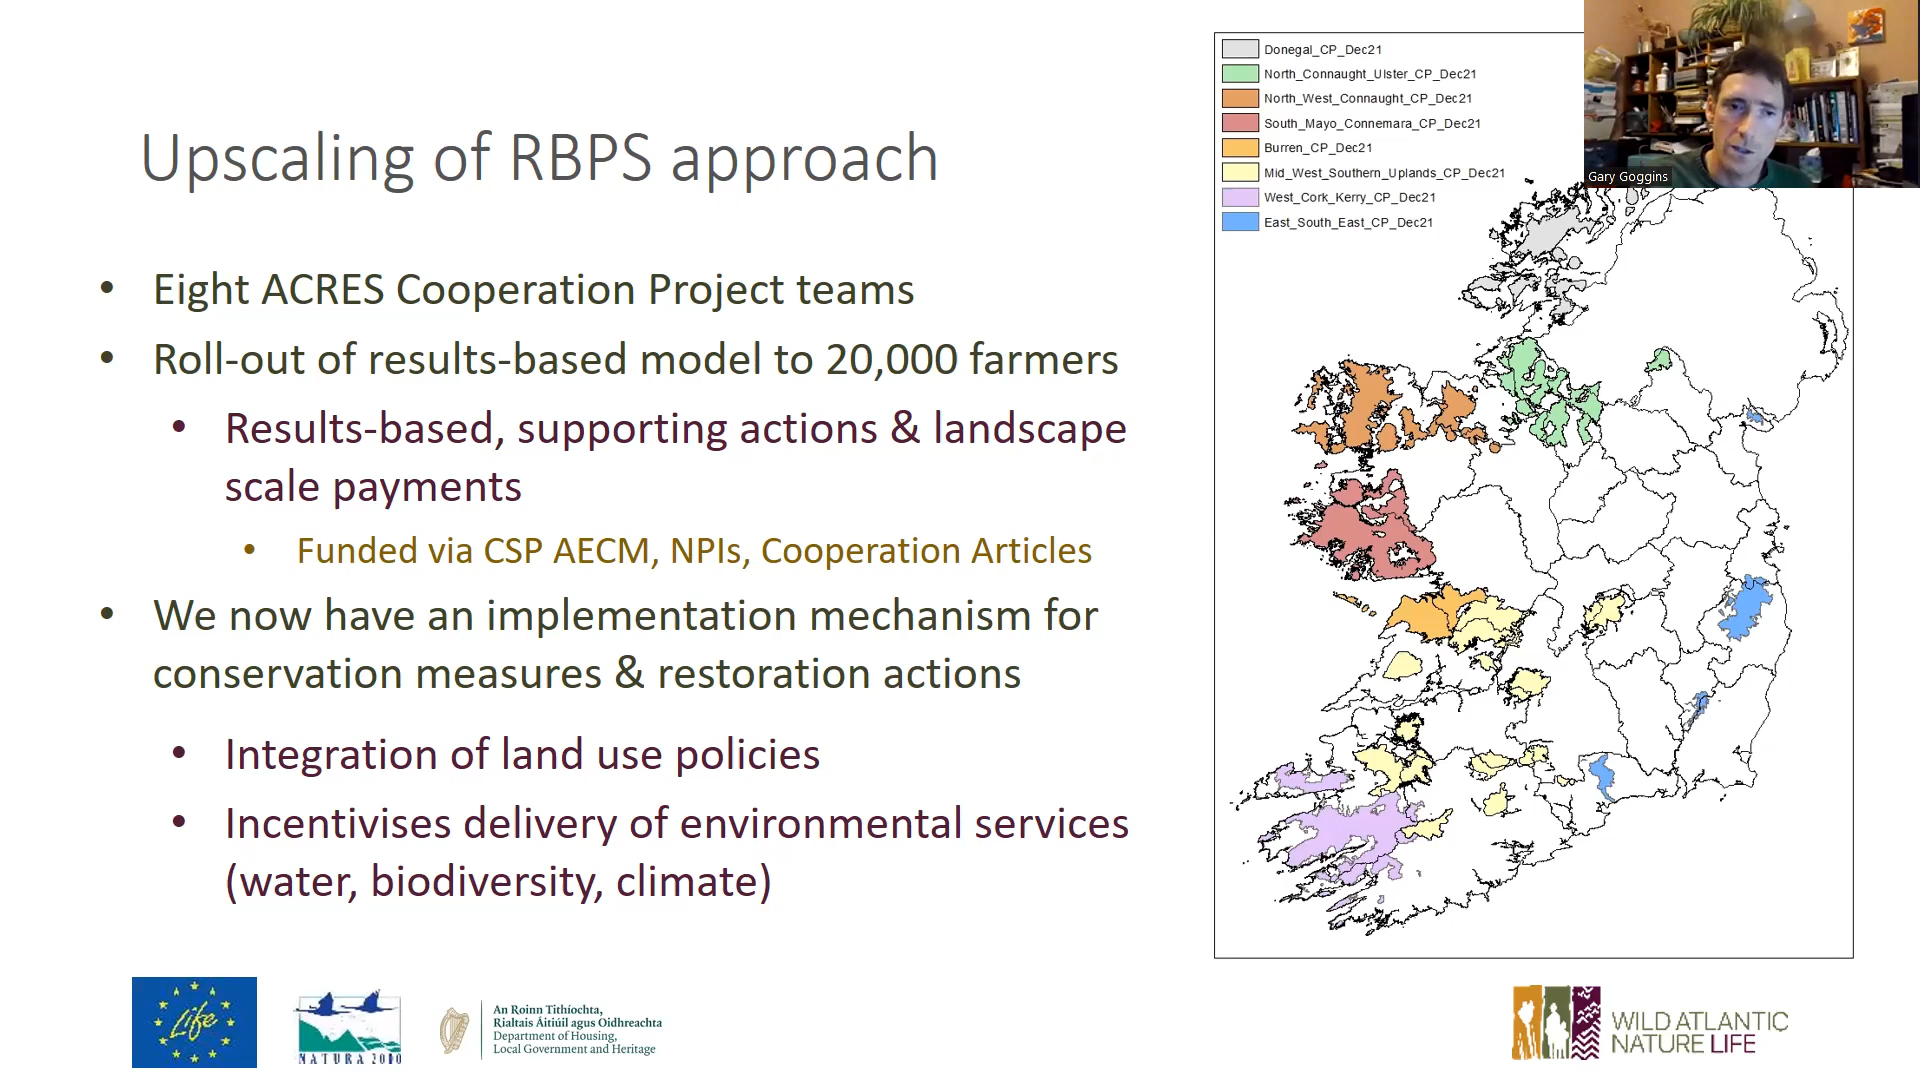 Upscaling of RBPS approach
• Eight ACRES Cooperation Project teams
• Roll-out of results-based model to 20,000 farmers
• Results-based, supporting actions & landscape
scale payments
• Funded via CSP AECM, NPIs, Cooperation Articles
• We now have an implementation mechanism for
conservation measures & restoration actions
• Integration of land use policies
• Incentivises delivery of environmental services
(water, biodiversity, climate)
Donegal_CP_Dec21
North_Connaught_Ulster_CP_Dec21
North_West_Connaught_CP_Dec21
South_Mayo_Connemara_CP_Dec21
Burren_CP_Dec21
Mid_West_Southern_Uplands_CP_Dec21
West_Cork_Kerry_CP_Dec21
East_South_East_CP_Dec21
Gary Goggins
Life
NATURA 2000
An Roinn Tithíochta,
Rialtais Áitiúil agus Oidhreachta
Department of Housing,
Local Government and Heritage
WILD ATLANTIC
NATURE LIFE